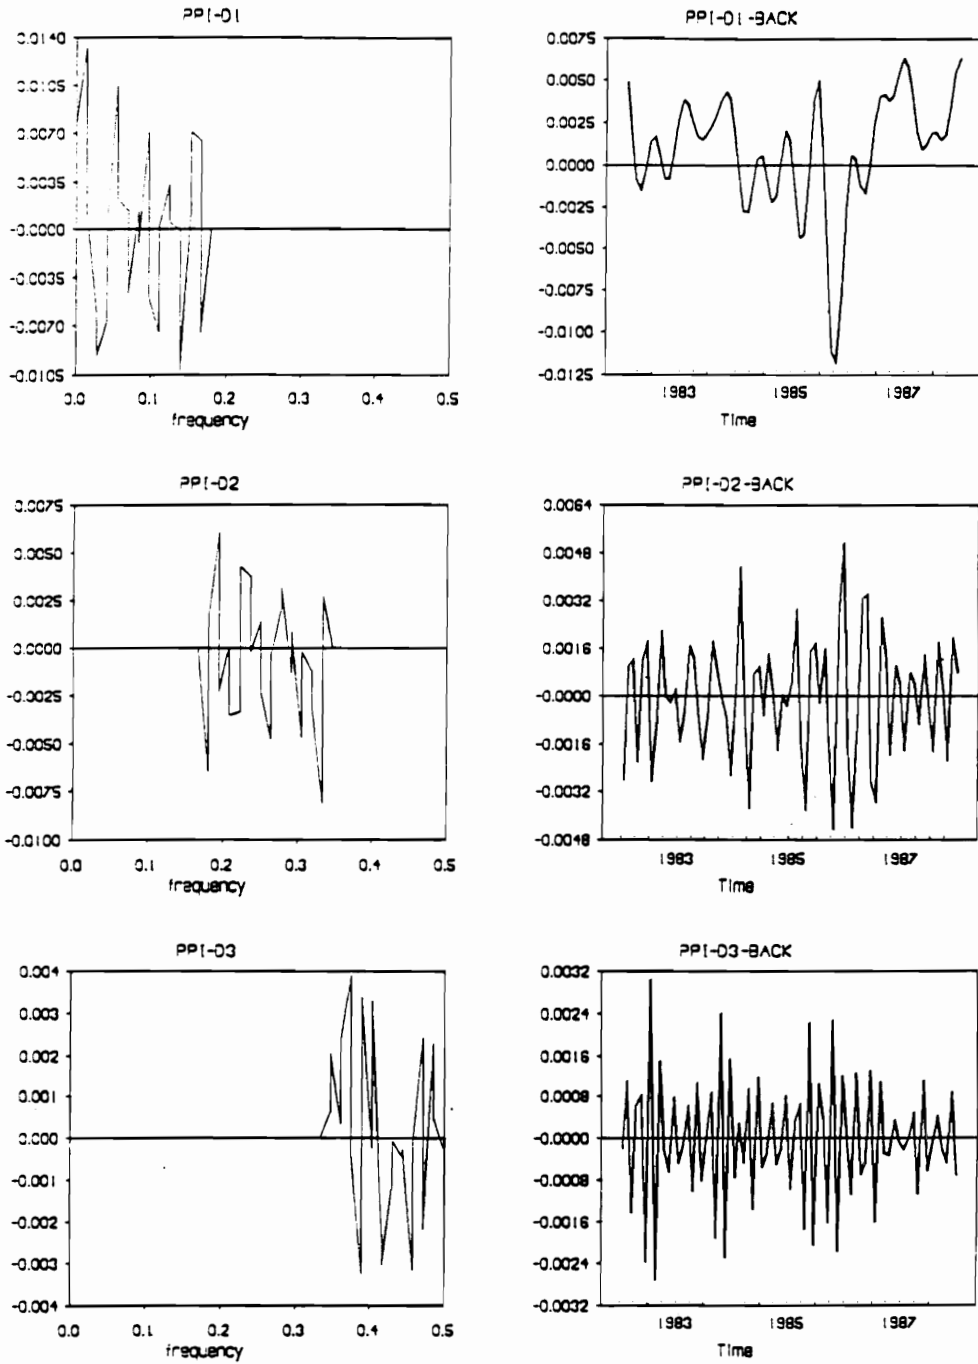 PPI-D1
0.0140
0.0105
0.0070
0.0035
-0.0000
-0.0035
-0.0070
-0.0105
0.0 0.1 0.2 0.3 0.4 0.5
frequency
PPI-D1-BACK
0.0075
0.0050
0.0025
0.0000
-0.0025
-0.0050
-0.0075
-0.0100
-0.0125
1983 1985 1987
Time
PPI-D2
0.0075
0.0050
0.0025
0.0000
-0.0025
-0.0050
-0.0075
-0.0100
0.0 0.1 0.2 0.3 0.4 0.5
frequency
PPI-D2-BACK
0.0064
0.0048
0.0032
0.0016
-0.0000
-0.0016
-0.0032
-0.0048
1983 1985 1987
Time
PPI-D3
0.004
0.003
0.002
0.001
0.000
-0.001
-0.002
-0.003
-0.004
0.0 0.1 0.2 0.3 0.4 0.5
frequency
PPI-D3-BACK
0.0032
0.0024
0.0016
0.0008
-0.0000
-0.0008
-0.0016
-0.0024
-0.0032
1983 1985 1987
Time